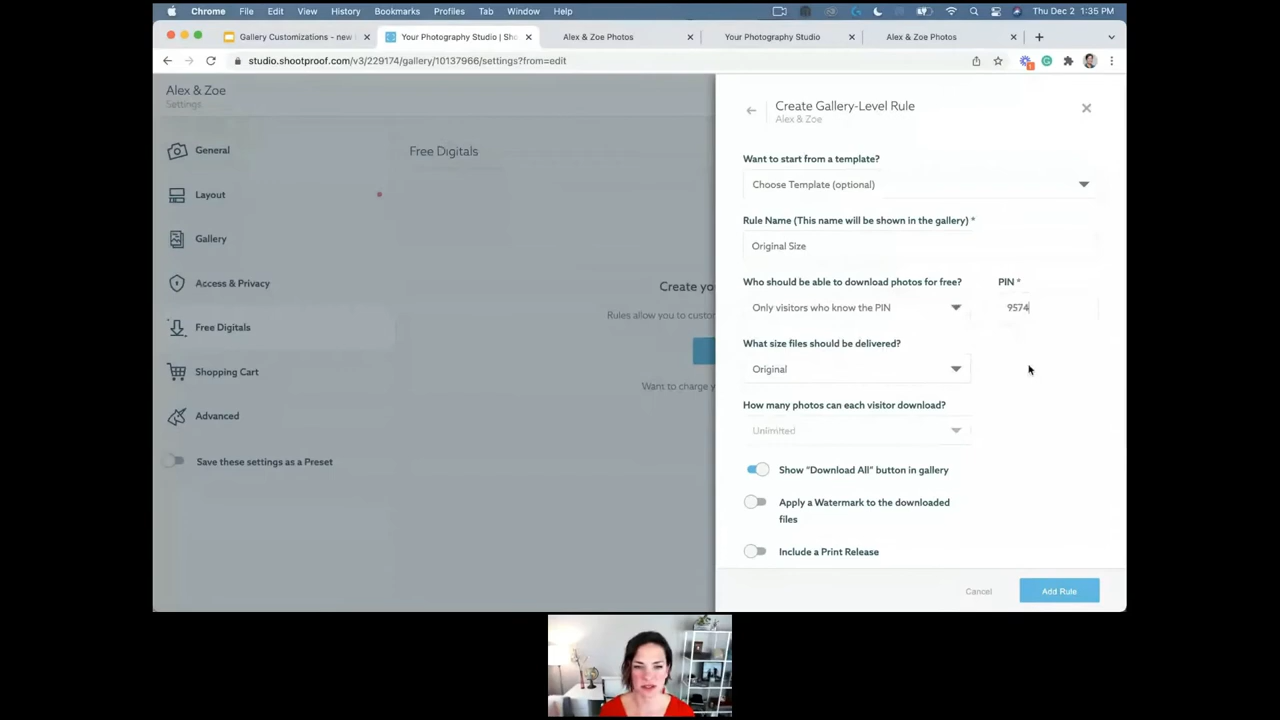 Chrome File Edit View History Bookmarks Profiles Tab Window Help Thu Dec 2 1:35 PM
Gallery Customizations - new Your Photography Studio | Sho Alex & Zoe Photos Your Photography Studio Alex & Zoe Photos
studio.shootproof.com/v3/229174/gallery/10137966/settings?from=edit
Alex & Zoe
Settings
General
Layout
Gallery
Access & Privacy
Free Digitals
Shopping Cart
Advanced
Save these settings as a Preset
Free Digitals
Create you
Rules allow you to custor
Want to charge y
Create Gallery-Level Rule
Alex & Zoe
Want to start from a template?
Choose Template (optional)
Rule Name (This name will be shown in the gallery) *
Original Size
Who should be able to download photos for free? PIN *
Only visitors who know the PIN 9574
What size files should be delivered?
Original
How many photos can each visitor download?
Unlimited
Show "Download All" button in gallery
Apply a Watermark to the downloaded
files
Include a Print Release
Cancel Add Rule